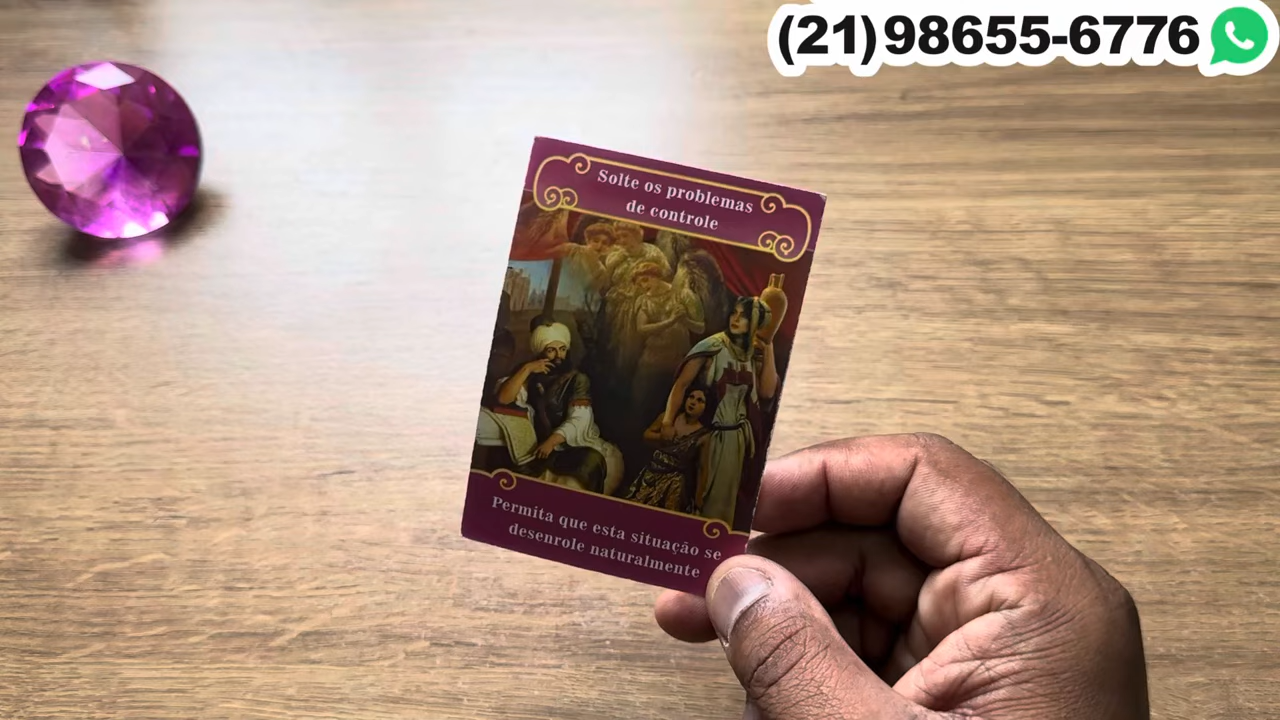 (21)98655-6776
Solte os problemas
de controle
Permita que esta situação se
desenrole naturalmente